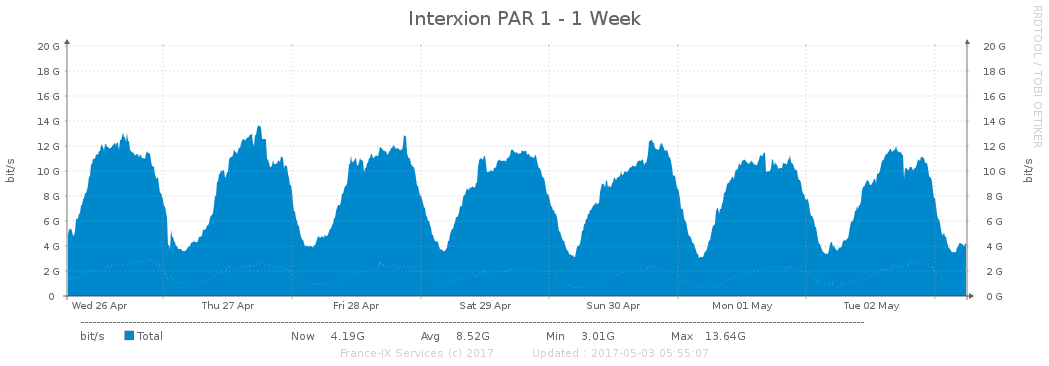 Interxion PAR 1 - 1 Week
RRDTOOL / TOBI OETIKER
20 G 20 G
18 G 18 G
16 G 16 G
14 G 14 G
12 G 12 G
10 G 10 G
8 G 8 G
6 G 6 G
4 G 4 G
2 G 2 G
0 0 G
bit/s bit/s
Wed 26 Apr Thu 27 Apr Fri 28 Apr Sat 29 Apr Sun 30 Apr Mon 01 May Tue 02 May
bit/s Total Now 4.19G Avg 8.52G Min 3.01G Max 13.64G
France-IX Services (c) 2017 Updated : 2017-05-03 05:55:07